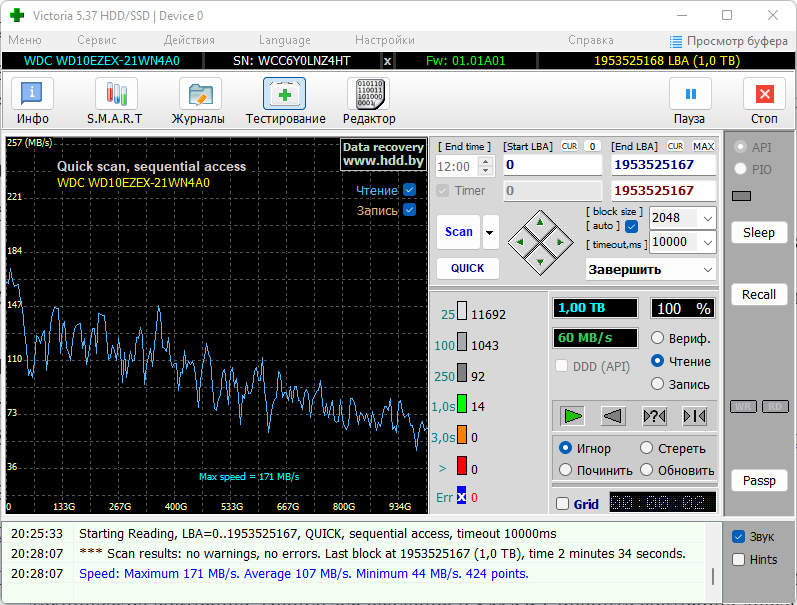 Victoria 5.37 HDD/SSD | Device 0
Меню Сервис Действия Language Настройки Справка Просмотр буфера
WDC WD10EZEX-21WN4A0 SN: WCC6Y0LNZ4HT x Fw: 01.01A01 1953525168 LBA (1,0 TB)
Инфо S.M.A.R.T Журналы Тестирование Редактор Пауза Стоп
257 (MB/s)
Data recovery
www.hdd.by
Quick scan, sequential access
WDC WD10EZEX-21WN4A0
Чтение
Запись
221
184
147
110
73
36
Max speed = 171 MB/s
0 133G 267G 400G 533G 667G 800G 934G
[ End time ] [Start LBA] CUR 0 [End LBA] CUR MAX
12:00 0 1953525167
Timer 0 1953525167
Scan
QUICK
[ block size ] 2048
[ auto ]
[ timeout,ms ] 10000
Завершить
25 11692
100 1043
250 92
1,0s 14
3,0s 0
> 0
Err x 0
1,00 TB 100 %
60 MB/s
Вериф.
DDD (API) Чтение
Запись
Игнор Стереть
Починить Обновить
Grid 00:00:02
API
PIO
Sleep
Recall
WR RD
Passp
Звук
Hints
20:25:33 Starting Reading, LBA=0..1953525167, QUICK, sequential access, timeout 10000ms
20:28:07 *** Scan results: no warnings, no errors. Last block at 1953525167 (1,0 TB), time 2 minutes 34 seconds.
20:28:07 Speed: Maximum 171 MB/s. Average 107 MB/s. Minimum 44 MB/s. 424 points.